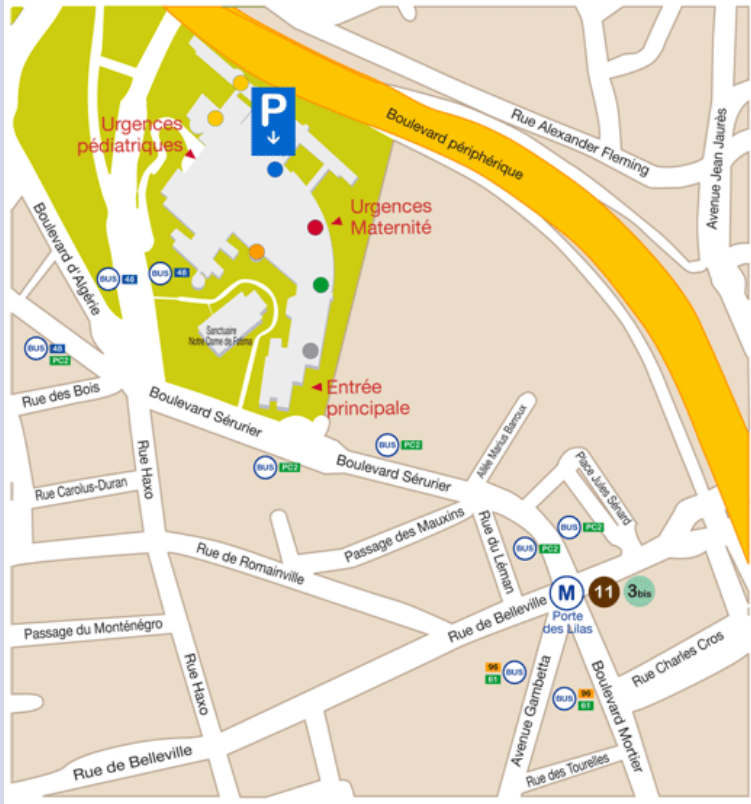 P
Urgences
pédiatriques
Boulevard périphérique
Rue Alexander Fleming
Avenue Jean Jaurès
Urgences
Maternité
Boulevard d'Algérie
BUS 48
BUS 48
Sanctuaire
Notre Dame de Fatima
BUS 48
PC2
Rue des Bois
Boulevard Sérurier
Entrée
principale
BUS PC2
BUS PC2
Boulevard Sérurier
Allée Marius Barroux
Place Jules Sénard
Rue Haxo
Rue Carolus-Duran
Passage des Mauxins
Rue du Léman
BUS PC2
BUS PC2
Rue de Romainville
M 11 3bis
Porte
des Lilas
Rue de Belleville
Passage du Monténégro
Rue Haxo
Rue Charles Cros
96
61
BUS
BUS
96
61
Avenue Gambetta
Boulevard Mortier
Rue de Belleville
Rue des Tourelles